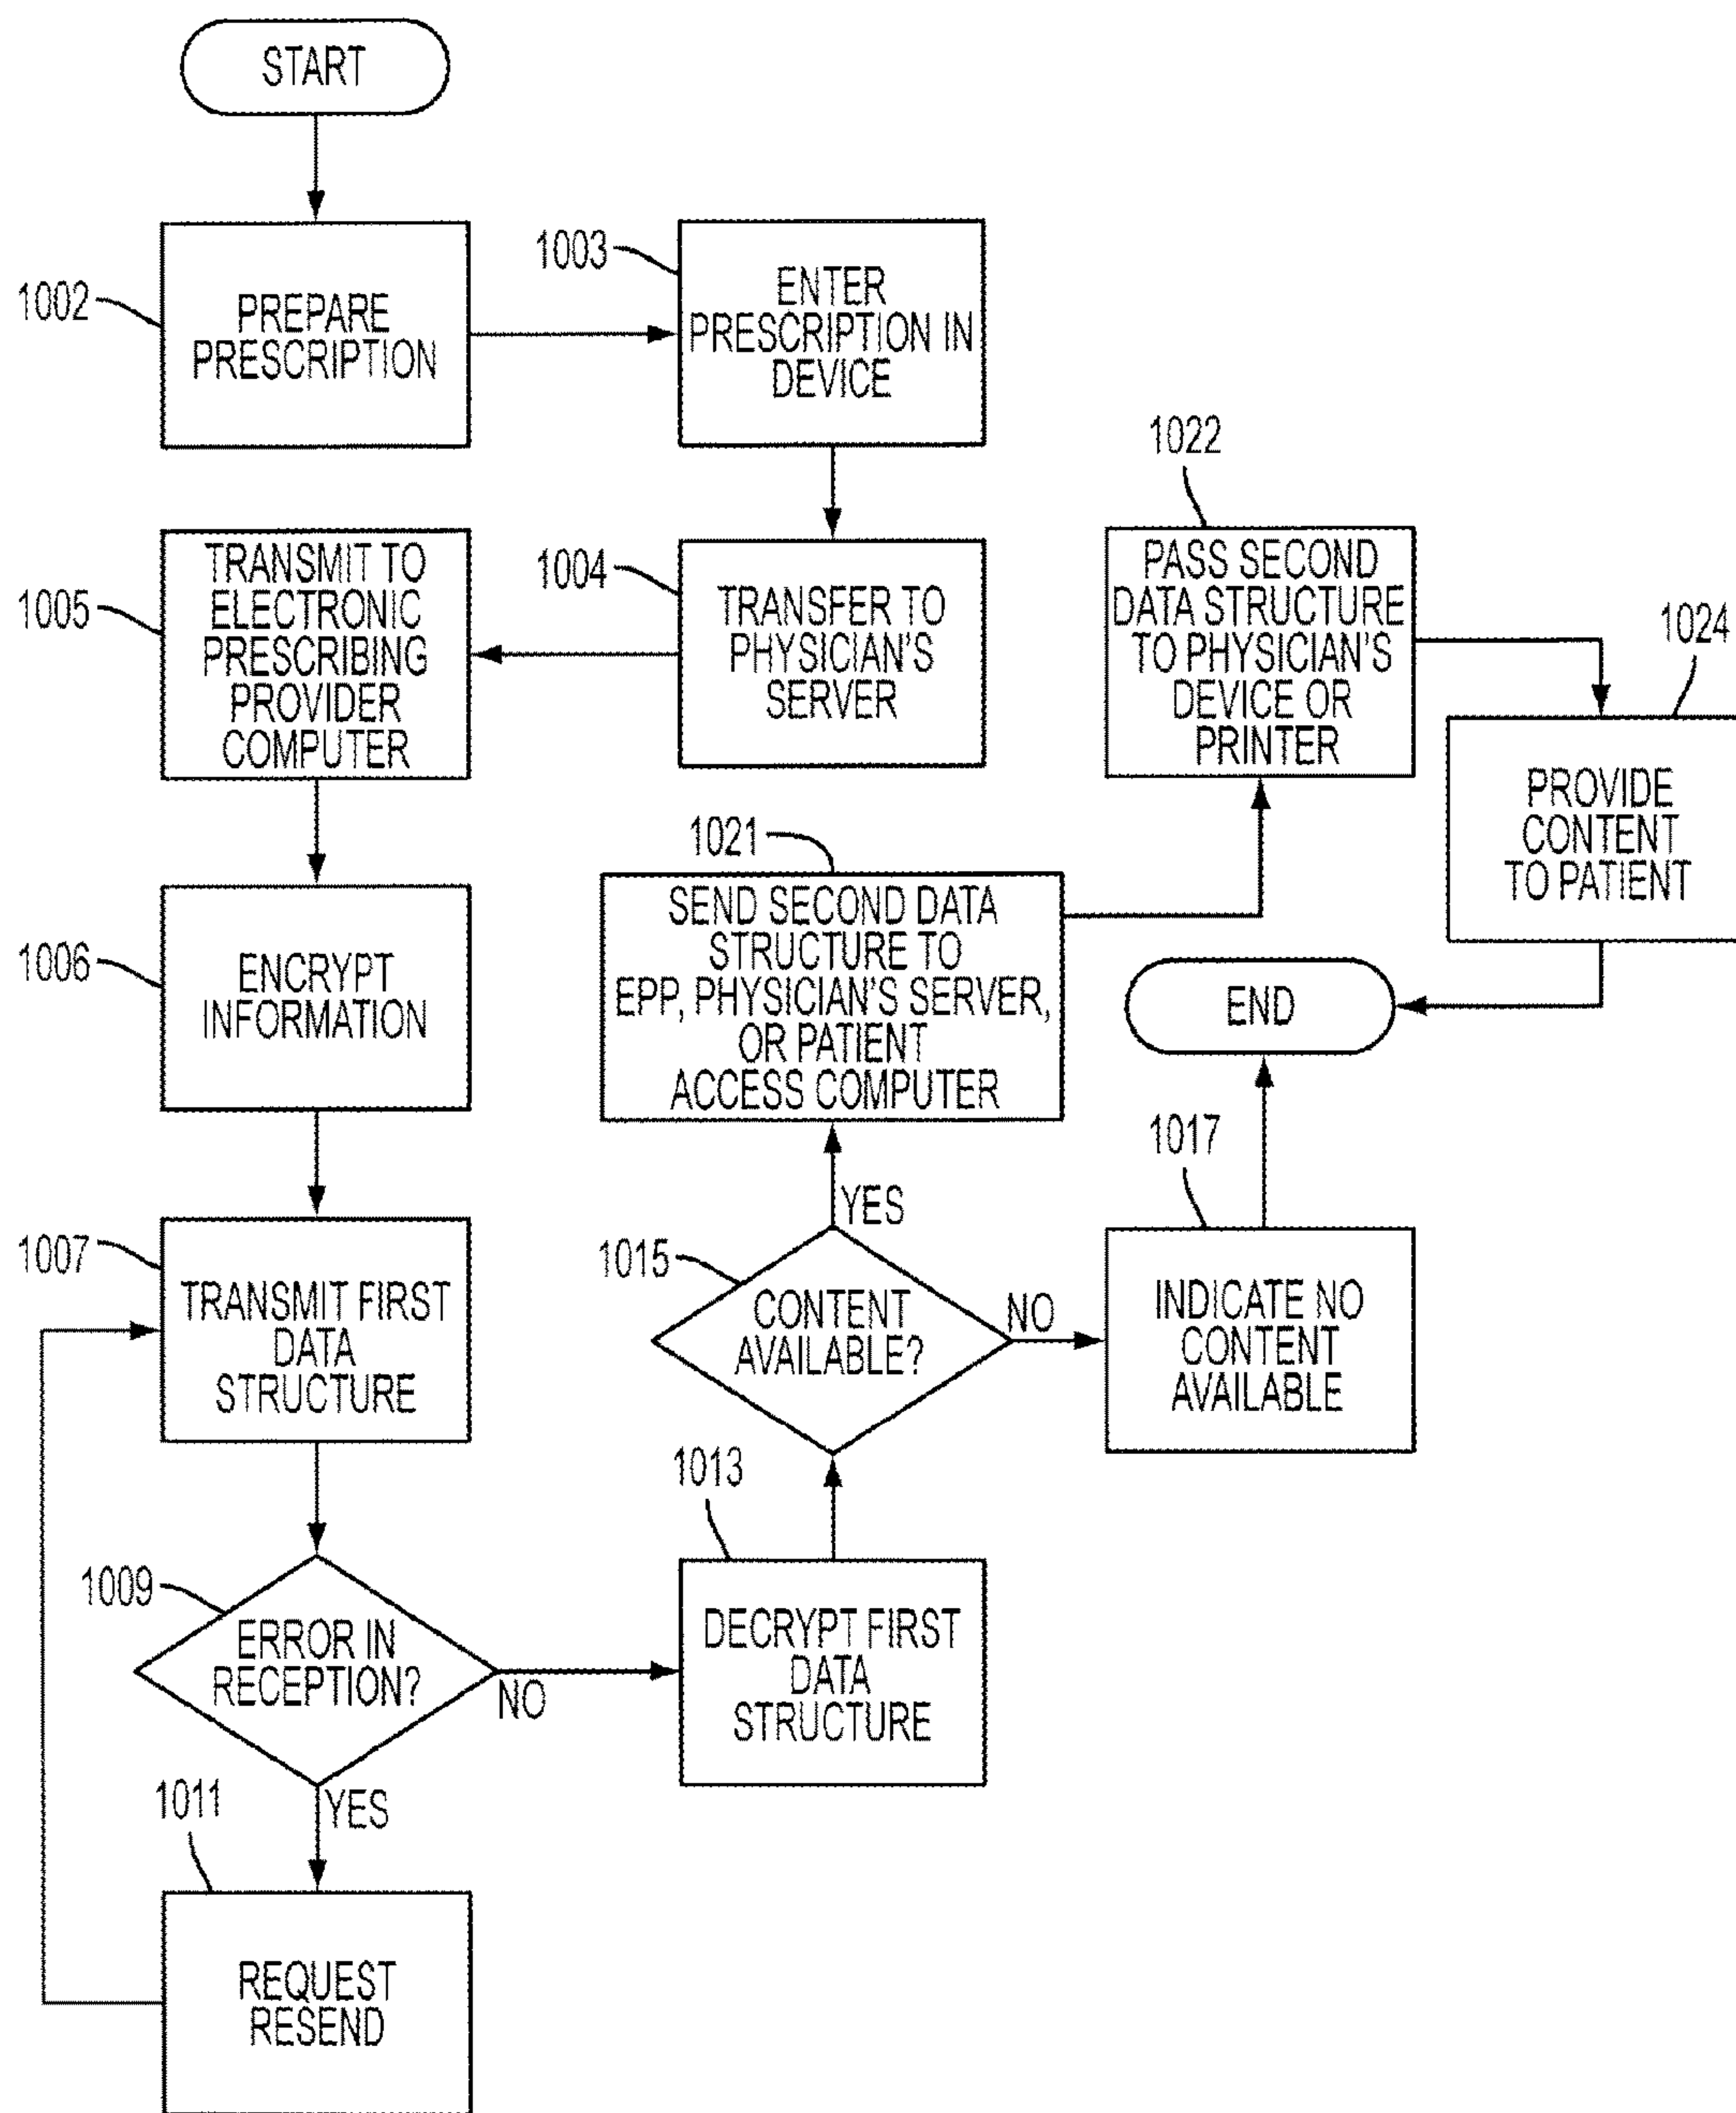 START
1002
PREPARE
PRESCRIPTION
1003
ENTER
PRESCRIPTION IN
DEVICE
1004
TRANSFER TO
PHYSICIAN'S
SERVER
1005
TRANSMIT TO
ELECTRONIC
PRESCRIBING
PROVIDER
COMPUTER
1006
ENCRYPT
INFORMATION
1007
TRANSMIT FIRST
DATA
STRUCTURE
1009
ERROR IN
RECEPTION?
NO
YES
1011
REQUEST
RESEND
1013
DECRYPT FIRST
DATA
STRUCTURE
1015
CONTENT
AVAILABLE?
YES
NO
1017
INDICATE NO
CONTENT
AVAILABLE
1021
SEND SECOND DATA
STRUCTURE TO
EPP, PHYSICIAN'S SERVER,
OR PATIENT
ACCESS COMPUTER
1022
PASS SECOND
DATA STRUCTURE
TO PHYSICIAN'S
DEVICE OR
PRINTER
1024
PROVIDE
CONTENT
TO PATIENT
END